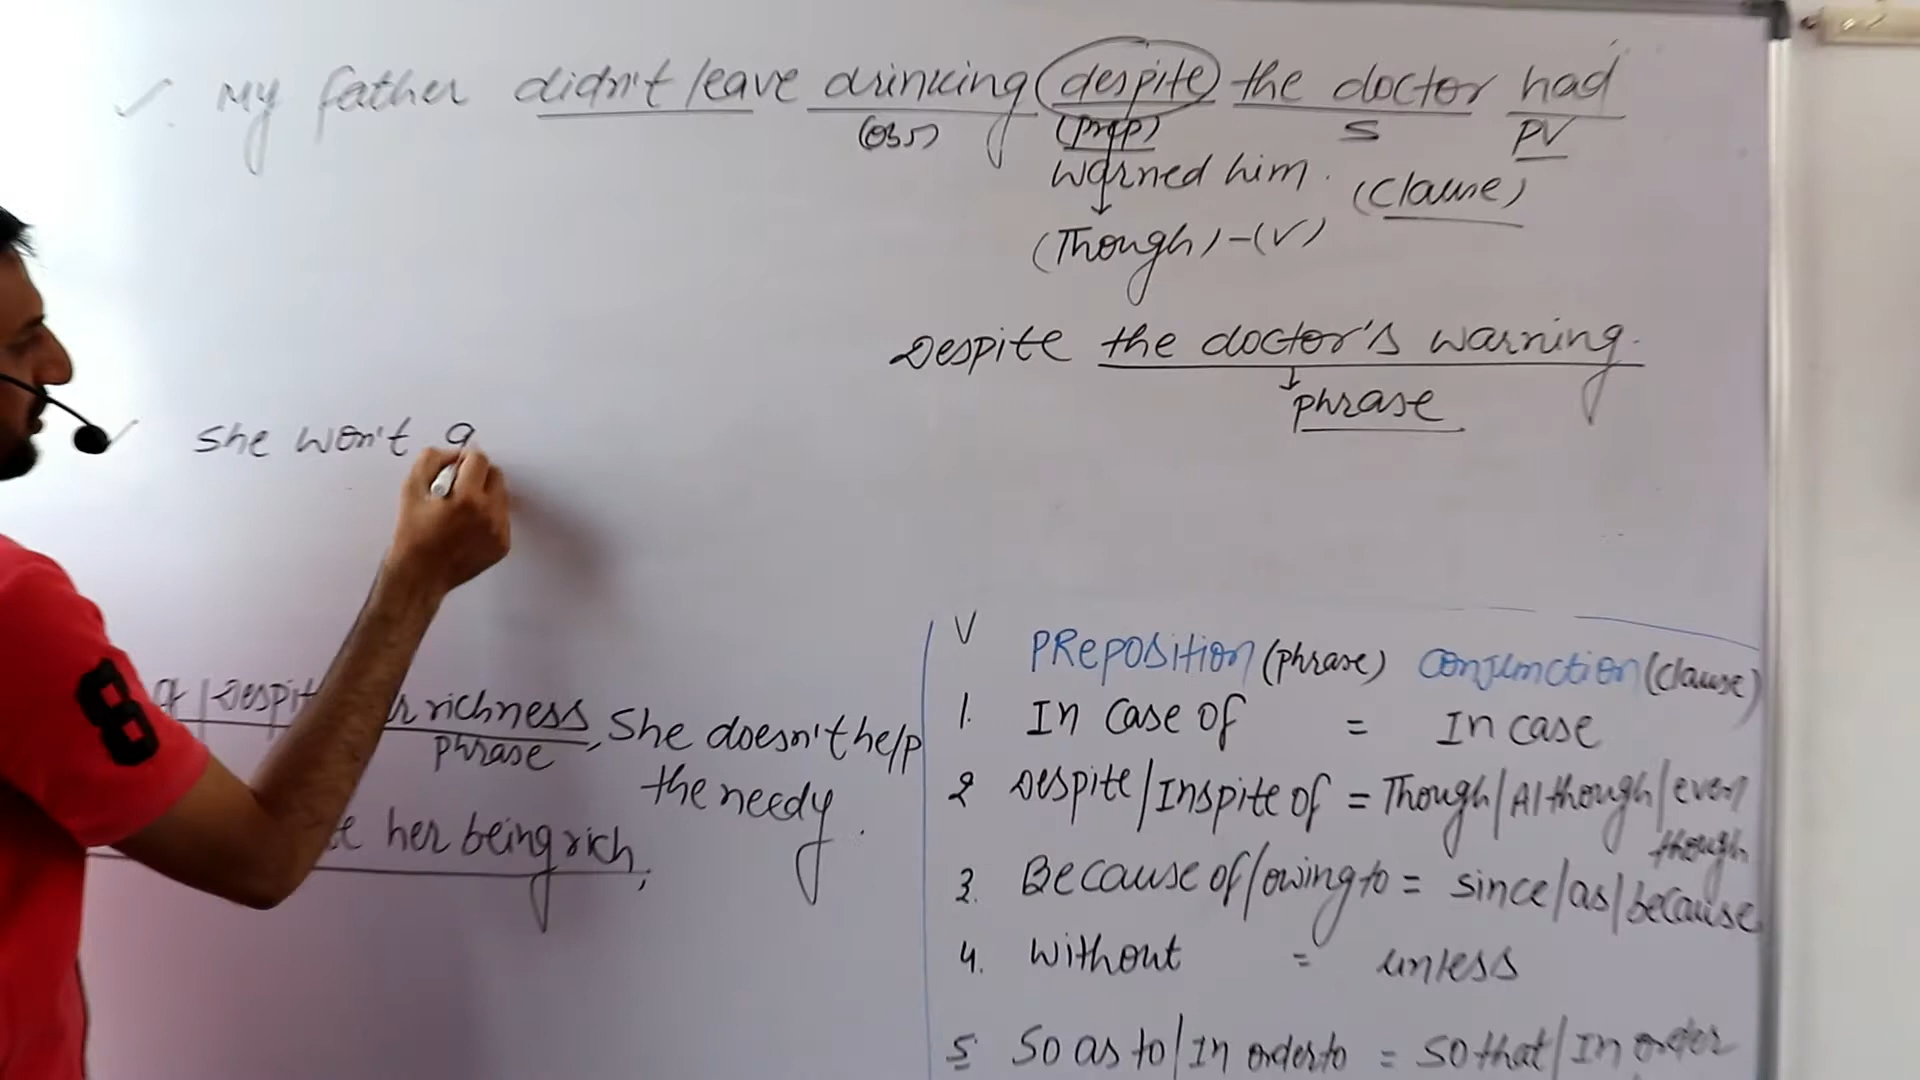 My father didn't leave drinking despite the doctor had
(OBJ) (prep) S PV
warned him. (Clause)
(Though) - (V)
Despite the doctor's warning.
phrase
She won't g
richness, She doesn't help
phrase
the needy.
her being rich,
8
V PREPOSITION (phrase) CONJUNCTION (Clause)
1. In case of = In case
2 Despite/Inspite of = Though/Although/even
though
3. Because of/owing to = since/as/because
4. Without = unless
5 So as to/In order to = So that/In order